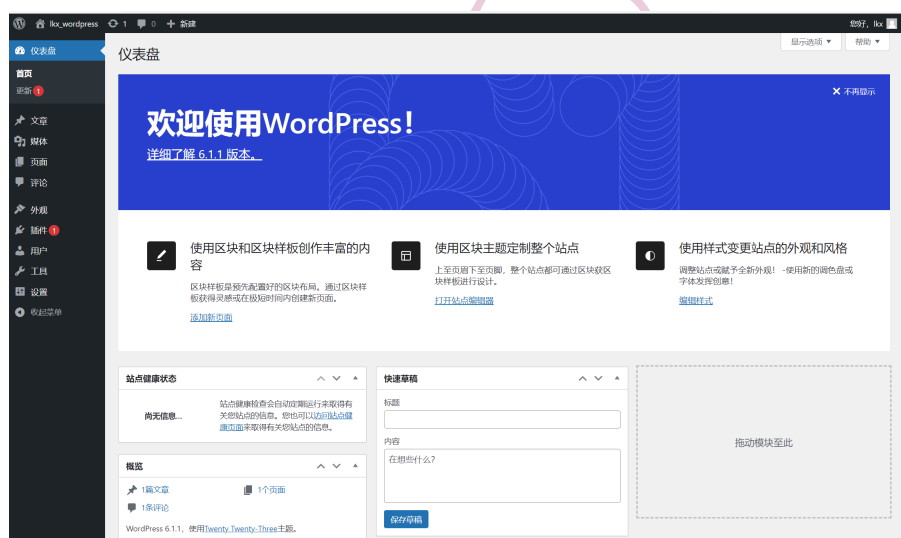 lkx_wordpress 1 0 新建 您好，lkx
仪表盘
首页
更新 1
文章
媒体
页面
评论
外观
插件 1
用户
工具
设置
收起菜单
仪表盘
显示选项 ▼ 帮助 ▼
不再显示
欢迎使用WordPress！
详细了解 6.1.1 版本。
使用区块和区块样板创作丰富的内
容
区块样板是预先配置好的区块布局。通过区块样
板获得灵感或在极短时间内创建新页面。
添加新页面
使用区块主题定制整个站点
上至页眉下至页脚，整个站点都可通过区块获区
块样板进行设计。
打开站点编辑器
使用样式变更站点的外观和风格
调整站点或赋予全新外观！ -使用新的调色盘或
字体发挥创意！
编辑样式
站点健康状态
尚无信息...
站点健康检查会自动定期运行来取得有
关您站点的信息。您也可以访问站点健
康页面来取得有关您站点的信息。
概览
1篇文章 1个页面
1条评论
WordPress 6.1.1，使用Twenty Twenty-Three主题。
快速草稿
标题
内容
在想些什么？
保存草稿
拖动模块至此